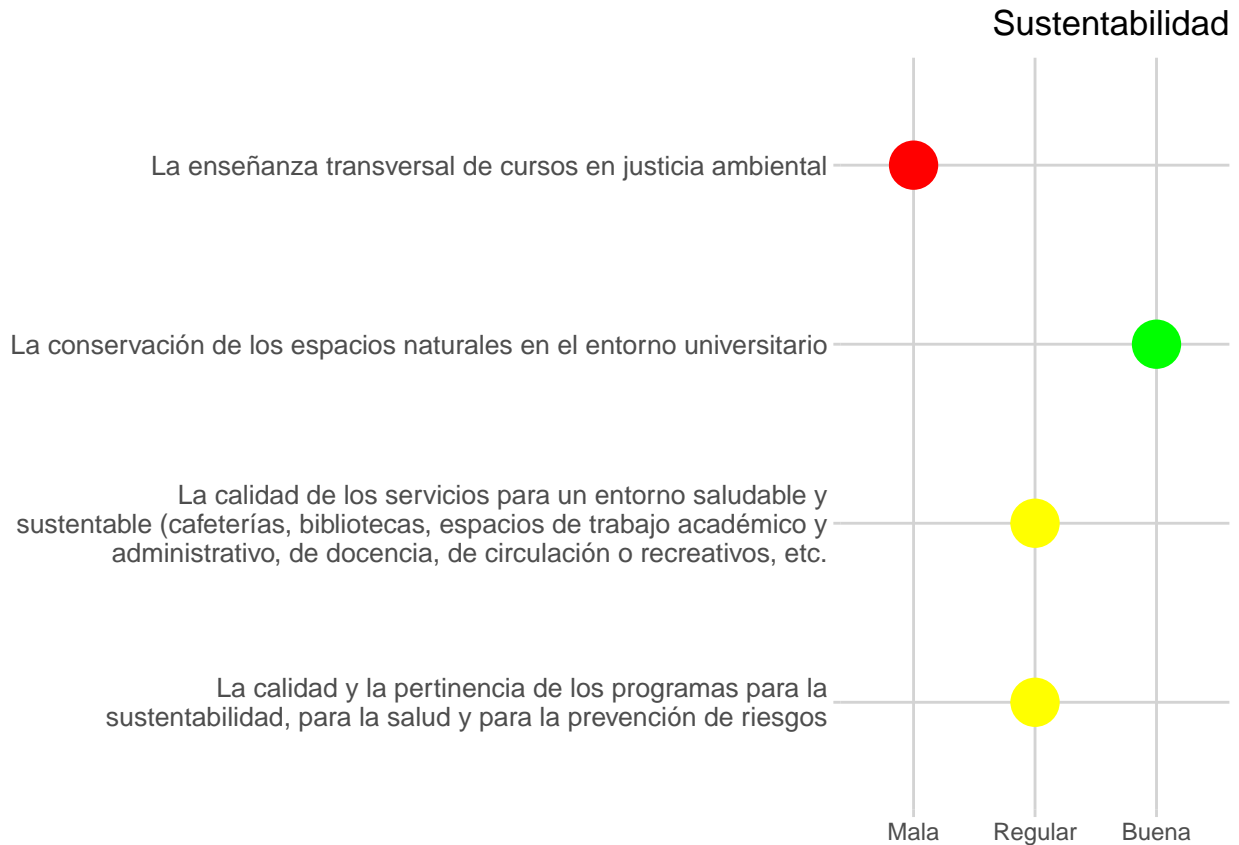 Sustentabilidad
La enseñanza transversal de cursos en justicia ambiental
La conservación de los espacios naturales en el entorno universitario
La calidad de los servicios para un entorno saludable y
sustentable (cafeterías, bibliotecas, espacios de trabajo académico y
administrativo, de docencia, de circulación o recreativos, etc.
La calidad y la pertinencia de los programas para la
sustentabilidad, para la salud y para la prevención de riesgos
Mala Regular Buena